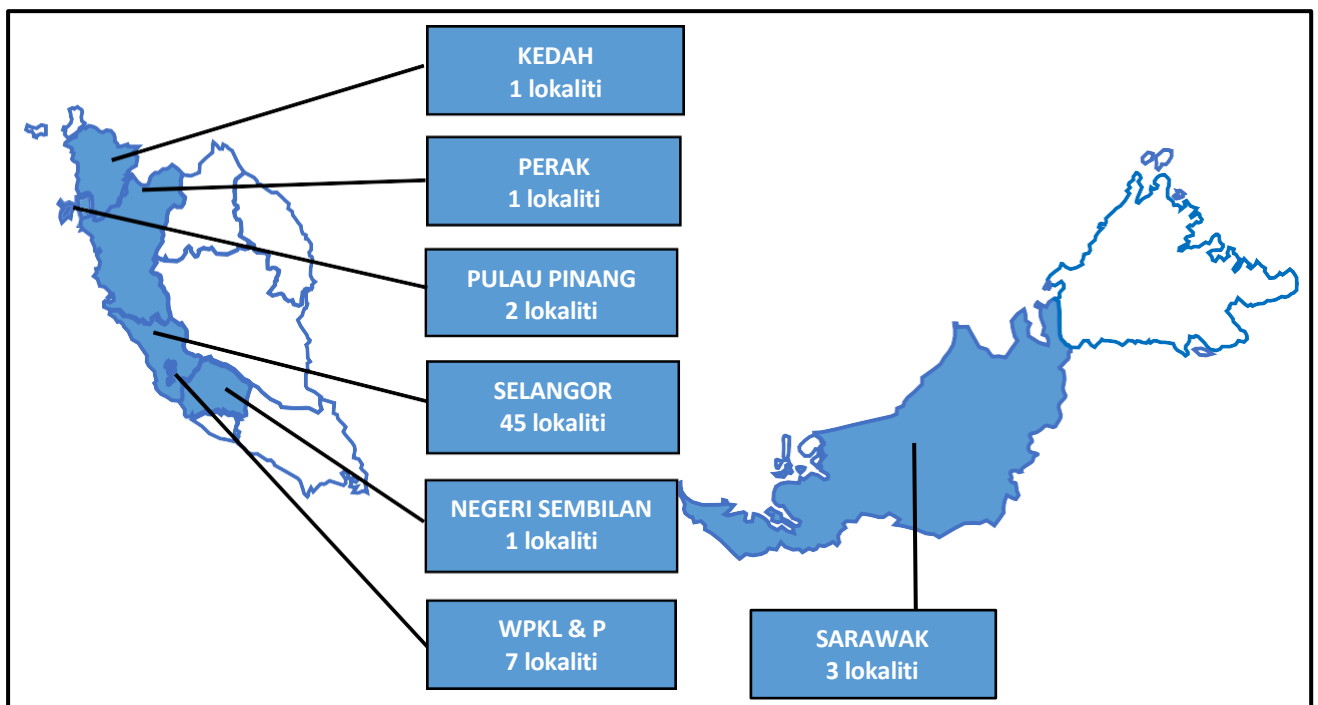 KEDAH
1 lokaliti
PERAK
1 lokaliti
PULAU PINANG
2 lokaliti
SELANGOR
45 lokaliti
NEGERI SEMBILAN
1 lokaliti
WPKL & P
7 lokaliti
SARAWAK
3 lokaliti